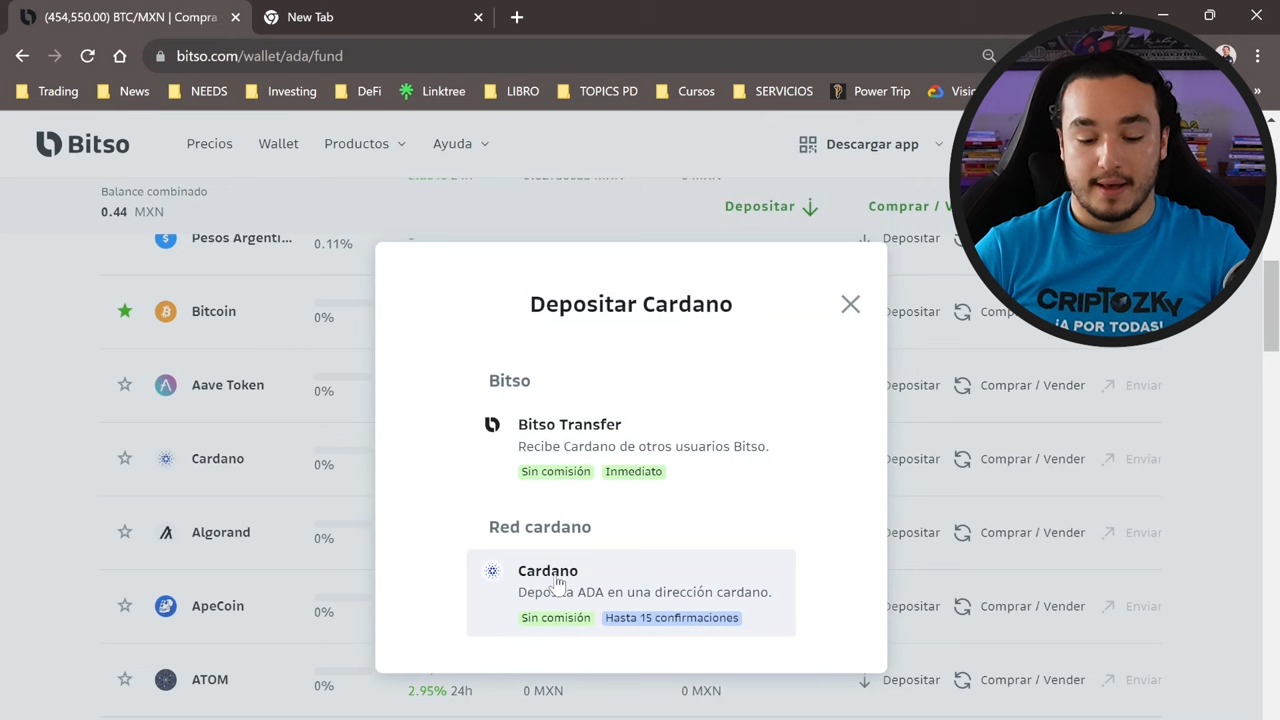 (454,550.00) BTC/MXN | Compra
New Tab
bitso.com/wallet/ada/fund
Trading News NEEDS Investing DeFi Linktree LIBRO TOPICS PD Cursos SERVICIOS Power Trip
Bitso Precios Wallet Productos Ayuda Descargar app
Balance combinado
0.44 MXN
Depositar Comprar /
Pesos Argenti... 0.11% - Depositar
Bitcoin 0% Depositar
Aave Token 0% Depositar Comprar / Vender Enviar
Cardano 0% Depositar Comprar / Vender Enviar
Algorand 0% Depositar Comprar / Vender Enviar
ApeCoin 0% Depositar Comprar / Vender Enviar
ATOM 0% 2.95% 24h 0 MXN 0 MXN Depositar Comprar / Vender Enviar
Depositar Cardano
Bitso
Bitso Transfer
Recibe Cardano de otros usuarios Bitso.
Sin comisión Inmediato
Red cardano
Cardano
Deposita ADA en una dirección cardano.
Sin comisión Hasta 15 confirmaciones
CRIPTOZKY
¡A POR TODAS!